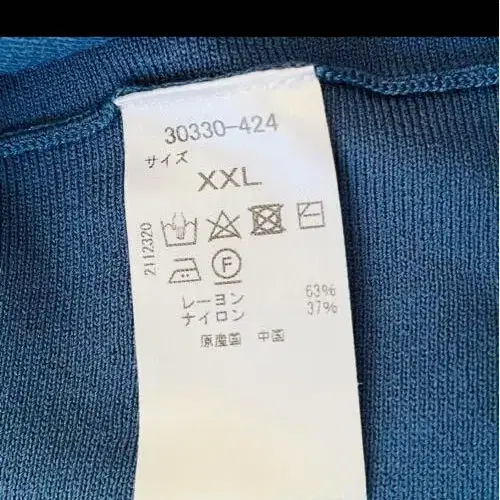 30330-424
サイズ
XXL
2112320
F
レーヨン 63%
ナイロン 37%
原産国 中国